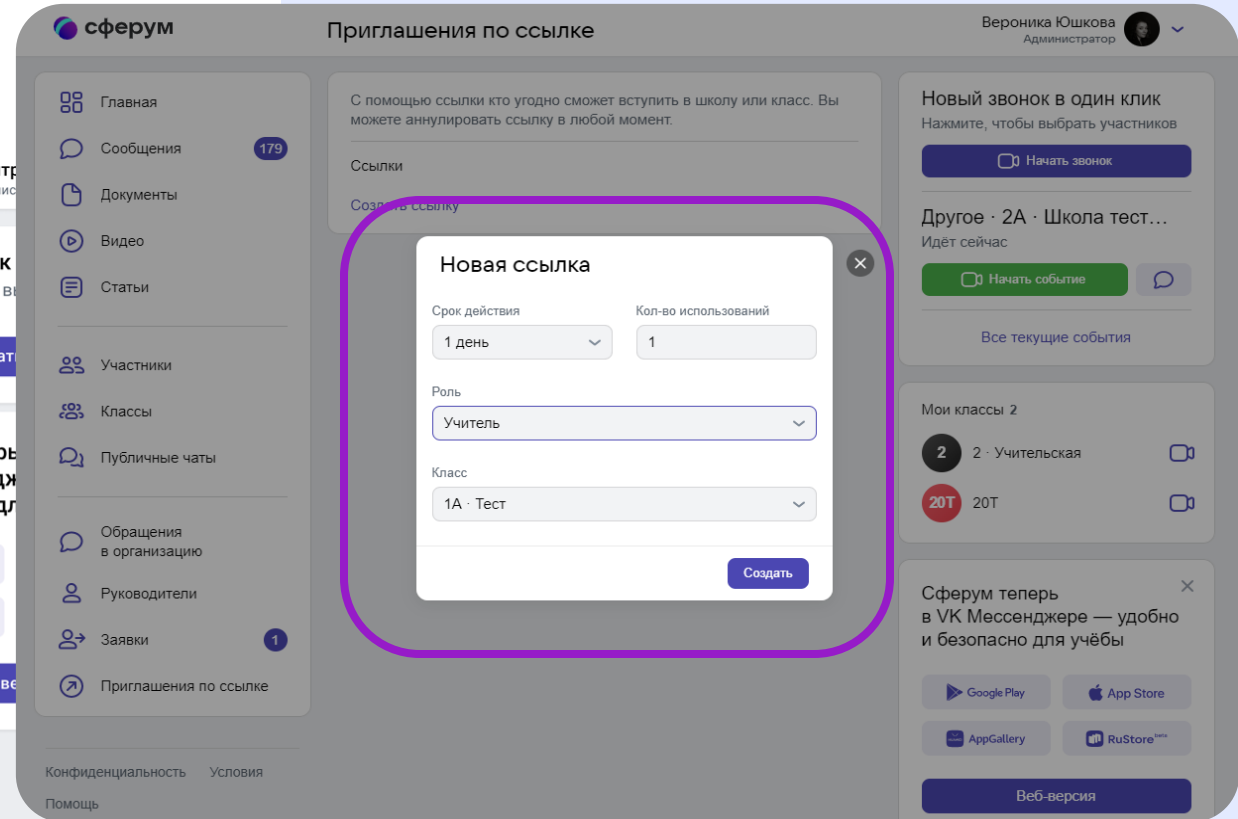 сферум
Приглашения по ссылке
Вероника Юшкова
Администратор
Главная
Сообщения 179
Документы
Видео
Статьи
Участники
Классы
Публичные чаты
Обращения
в организацию
Руководители
Заявки 1
Приглашения по ссылке
Конфиденциальность Условия
Помощь
С помощью ссылки кто угодно сможет вступить в школу или класс. Вы
можете аннулировать ссылку в любой момент.
Ссылки
Создать ссылку
Новая ссылка
Срок действия Кол-во использований
1 день 1
Роль
Учитель
Класс
1А · Тест
Создать
Новый звонок в один клик
Нажмите, чтобы выбрать участников
Начать звонок
Другое · 2А · Школа тест...
Идёт сейчас
Начать событие
Все текущие события
Мои классы 2
2 2 · Учительская
20Т 20Т
Сферум теперь
в VK Мессенджере — удобно
и безопасно для учёбы
Google Play App Store
AppGallery RuStore beta
Веб-версия